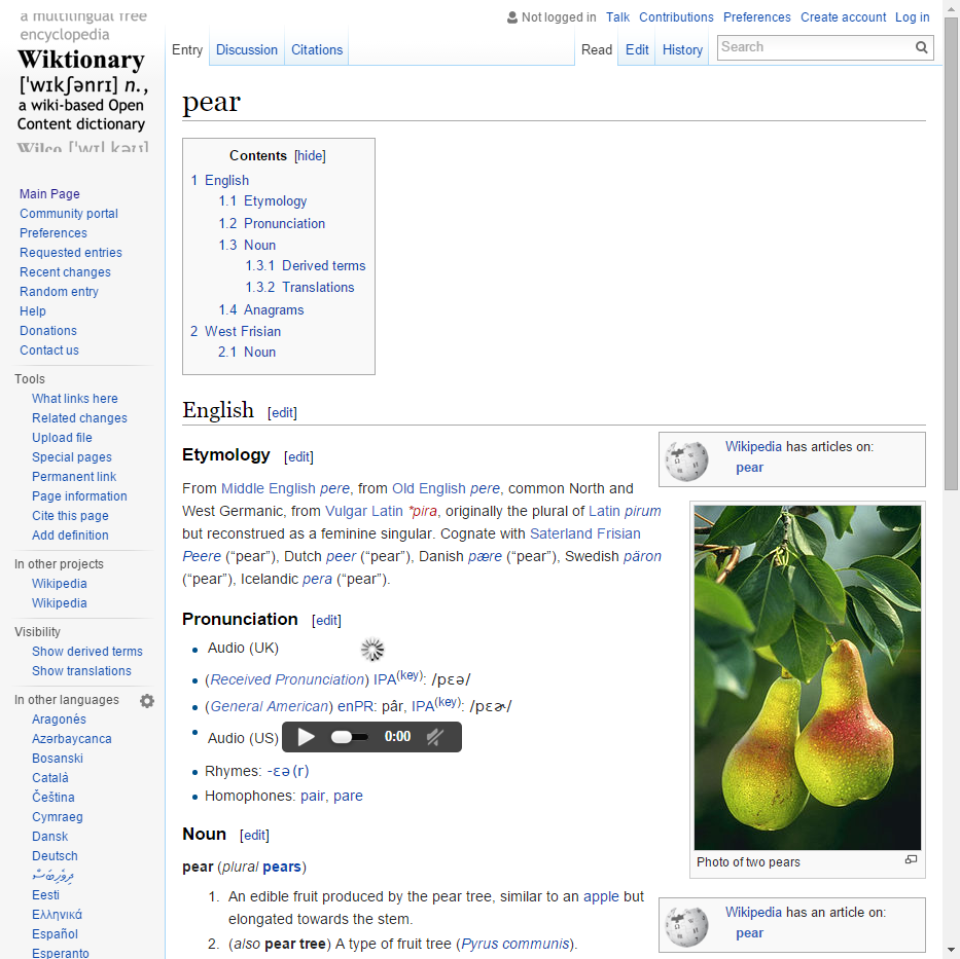 a multilingual free
encyclopedia
Wiktionary
['wɪkʃənrɪ] n.,
a wiki-based Open
Content dictionary
Wilco ['wɪl kəʊ]
Not logged in Talk Contributions Preferences Create account Log in
Entry Discussion Citations Read Edit History Search
pear
Contents [hide]
1 English
1.1 Etymology
1.2 Pronunciation
1.3 Noun
1.3.1 Derived terms
1.3.2 Translations
1.4 Anagrams
2 West Frisian
2.1 Noun
Main Page
Community portal
Preferences
Requested entries
Recent changes
Random entry
Help
Donations
Contact us
Tools
What links here
Related changes
Upload file
Special pages
Permanent link
Page information
Cite this page
Add definition
In other projects
Wikipedia
Wikipedia
Visibility
Show derived terms
Show translations
In other languages
Aragonés
Azərbaycanca
Bosanski
Català
Čeština
Cymraeg
Dansk
Deutsch
ދިވެހިބަސް
Eesti
Ελληνικά
Español
Esperanto
English [edit]
Etymology [edit]
From Middle English pere, from Old English pere, common North and
West Germanic, from Vulgar Latin *pira, originally the plural of Latin pirum
but reconstrued as a feminine singular. Cognate with Saterland Frisian
Peere (“pear”), Dutch peer (“pear”), Danish pære (“pear”), Swedish päron
(“pear”), Icelandic pera (“pear”).
Pronunciation [edit]
• Audio (UK)
• (Received Pronunciation) IPA(key): /pɛə/
• (General American) enPR: pâr, IPA(key): /pɛɚ/
• Audio (US) 0:00
• Rhymes: -ɛə(r)
• Homophones: pair, pare
Noun [edit]
pear (plural pears)
1. An edible fruit produced by the pear tree, similar to an apple but
elongated towards the stem.
2. (also pear tree) A type of fruit tree (Pyrus communis).
Wikipedia has articles on:
pear
Photo of two pears
Wikipedia has an article on:
pear